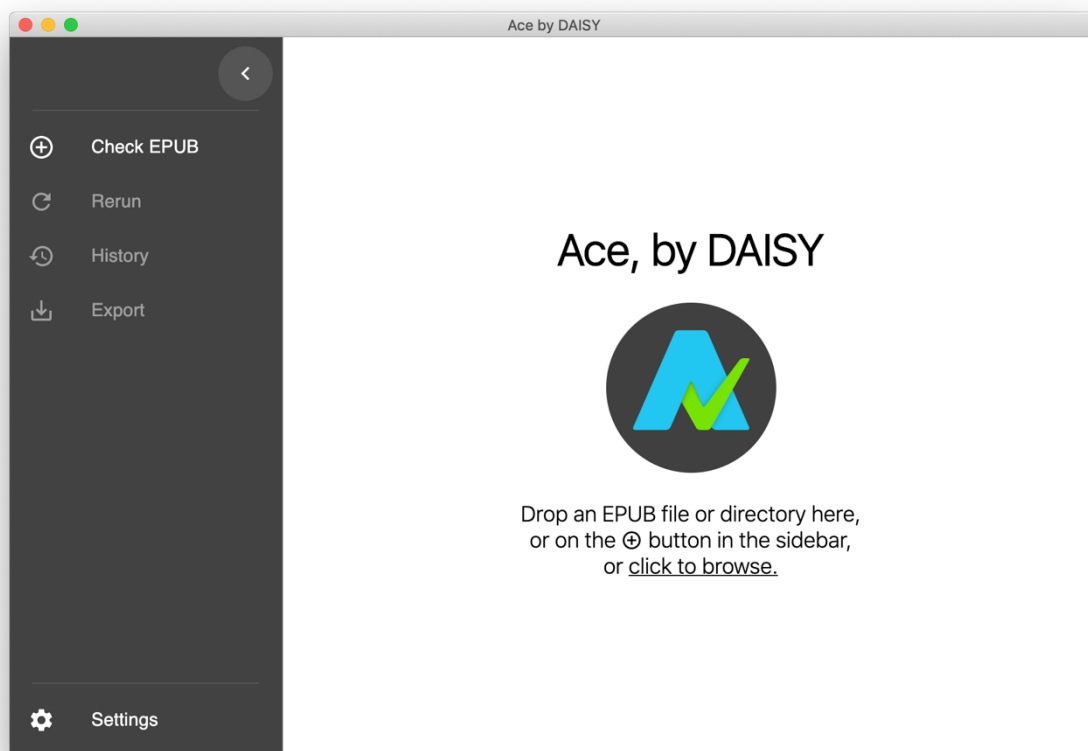 Ace by DAISY
Check EPUB
Rerun
History
Export
Settings
Ace, by DAISY
Drop an EPUB file or directory here,
or on the ⊕ button in the sidebar,
or click to browse.